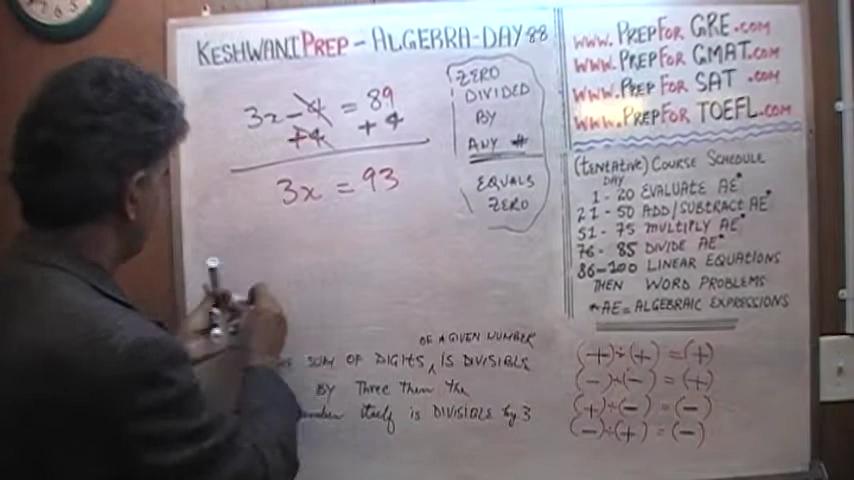 KESHWANIPREP - ALGEBRA-DAY 88
3x - 4 = 89
+4 + 4
3x = 93
ZERO
DIVIDED
BY
ANY #
EQUALS
ZERO
OF A GIVEN NUMBER
SUM OF DIGITS, IS DIVISIBLE
BY THREE THEN THE
itself is DIVISIBLE by 3
www.PREPFOR GRE.com
www.PREPFOR GMAT.com
www.PREPFOR SAT.com
www.PREPFOR TOEFL.com
(TENTATIVE) COURSE SCHEDULE
DAY
1-20 EVALUATE AE*
21-50 ADD/SUBTRACT AE*
51-75 MULTIPLY AE*
76-85 DIVIDE AE*
86-100 LINEAR EQUATIONS
THEN WORD PROBLEMS
*AE = ALGEBRAIC EXPRESSIONS
(+)÷(+) = (+)
(-)÷(-) = (+)
(+)÷(-) = (-)
(-)÷(+) = (-)
7 6 5